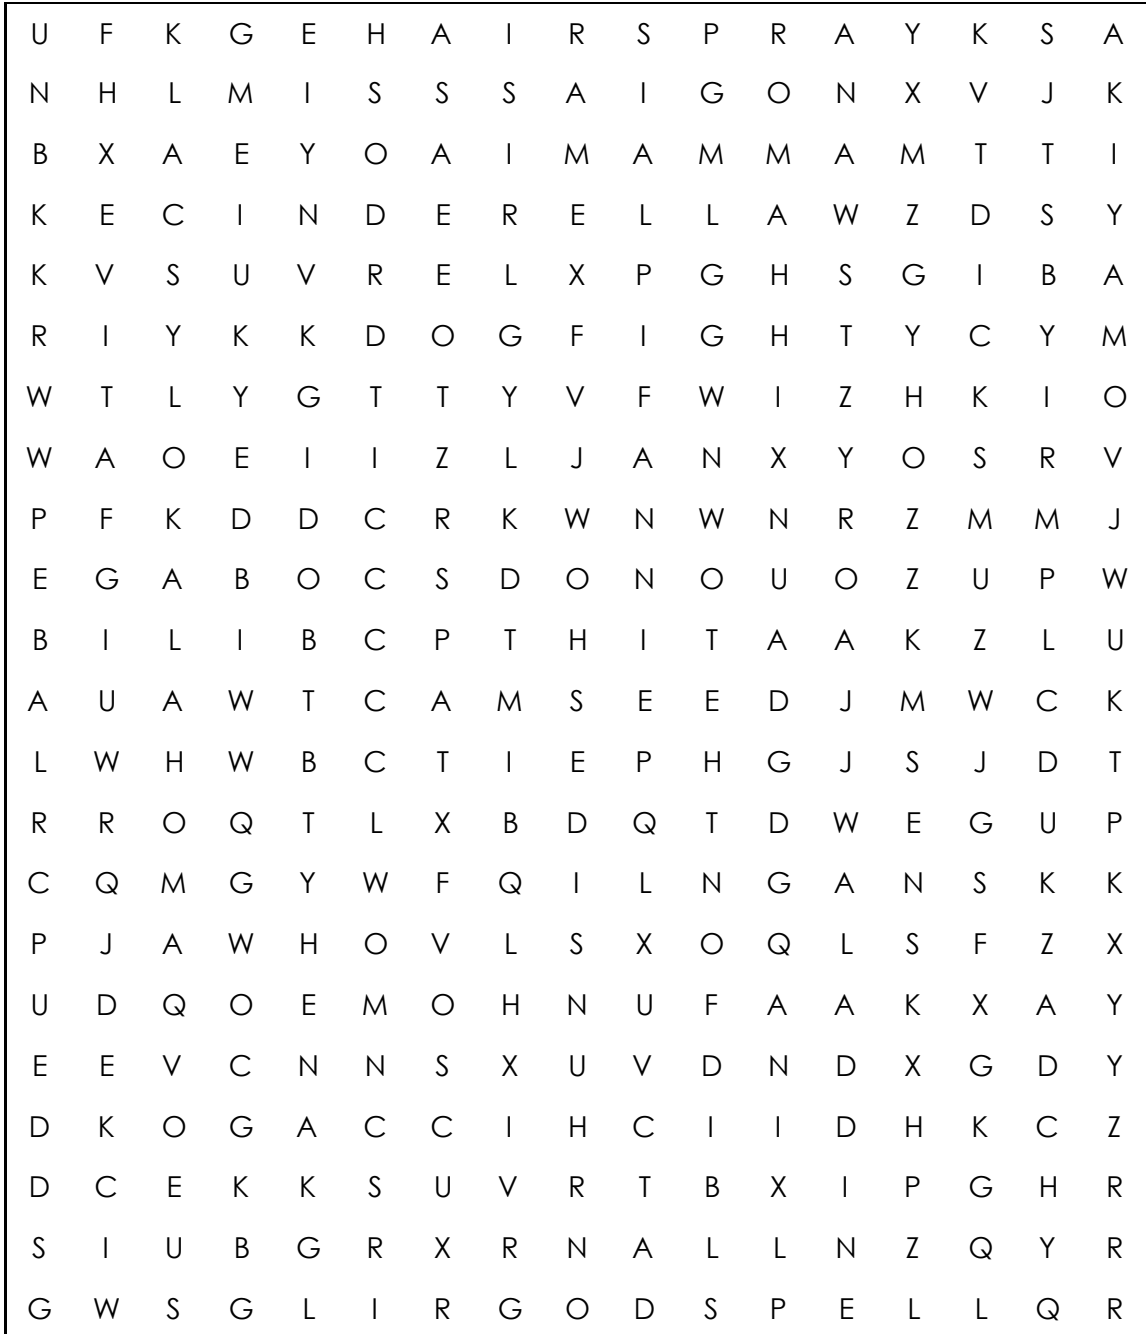 U F K G E H A I R S P R A Y K S A
N H L M I S S S A I G O N X V J K
B X A E Y O A I M A M M A M T T I
K E C I N D E R E L L A W Z D S Y
K V S U V R E L X P G H S G I B A
R I Y K K D O G F I G H T Y C Y M
W T L Y G T T Y V F W I Z H K I O
W A O E I I Z L J A N X Y O S R V
P F K D D C R K W N W N R Z M M J
E G A B O C S D O N O U O Z U P W
B I L I B C P T H I T A A K Z L U
A U A W T C A M S E E D J M W C K
L W H W B C T I E P H G J S J D T
R R O Q T L X B D Q T D W E G U P
C Q M G Y W F Q I L N G A N S K K
P J A W H O V L S X O Q L S F Z X
U D Q O E M O H N U F A A K X A Y
E E V C N N S X U V D N D X G D Y
D K O G A C C I H C I I D H K C Z
D C E K K S U V R T B X I P G H R
S I U B G R X R N A L L N Z Q Y R
G W S G L I R G O D S P E L L Q R